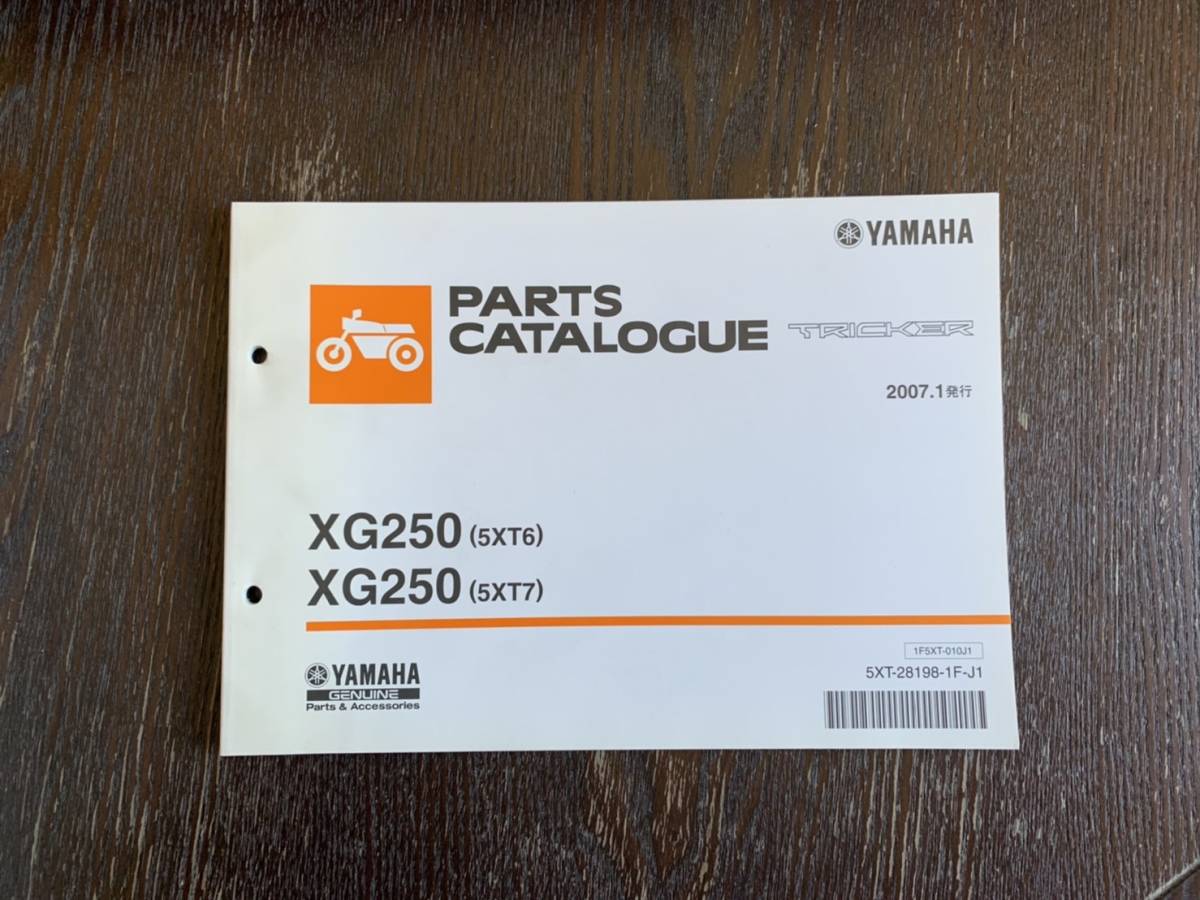 YAMAHA
PARTS
CATALOGUE
TRICKER
2007.1発行
XG250 (5XT6)
XG250 (5XT7)
YAMAHA
GENUINE
Parts & Accessories
1F5XT-010J1
5XT-28198-1F-J1